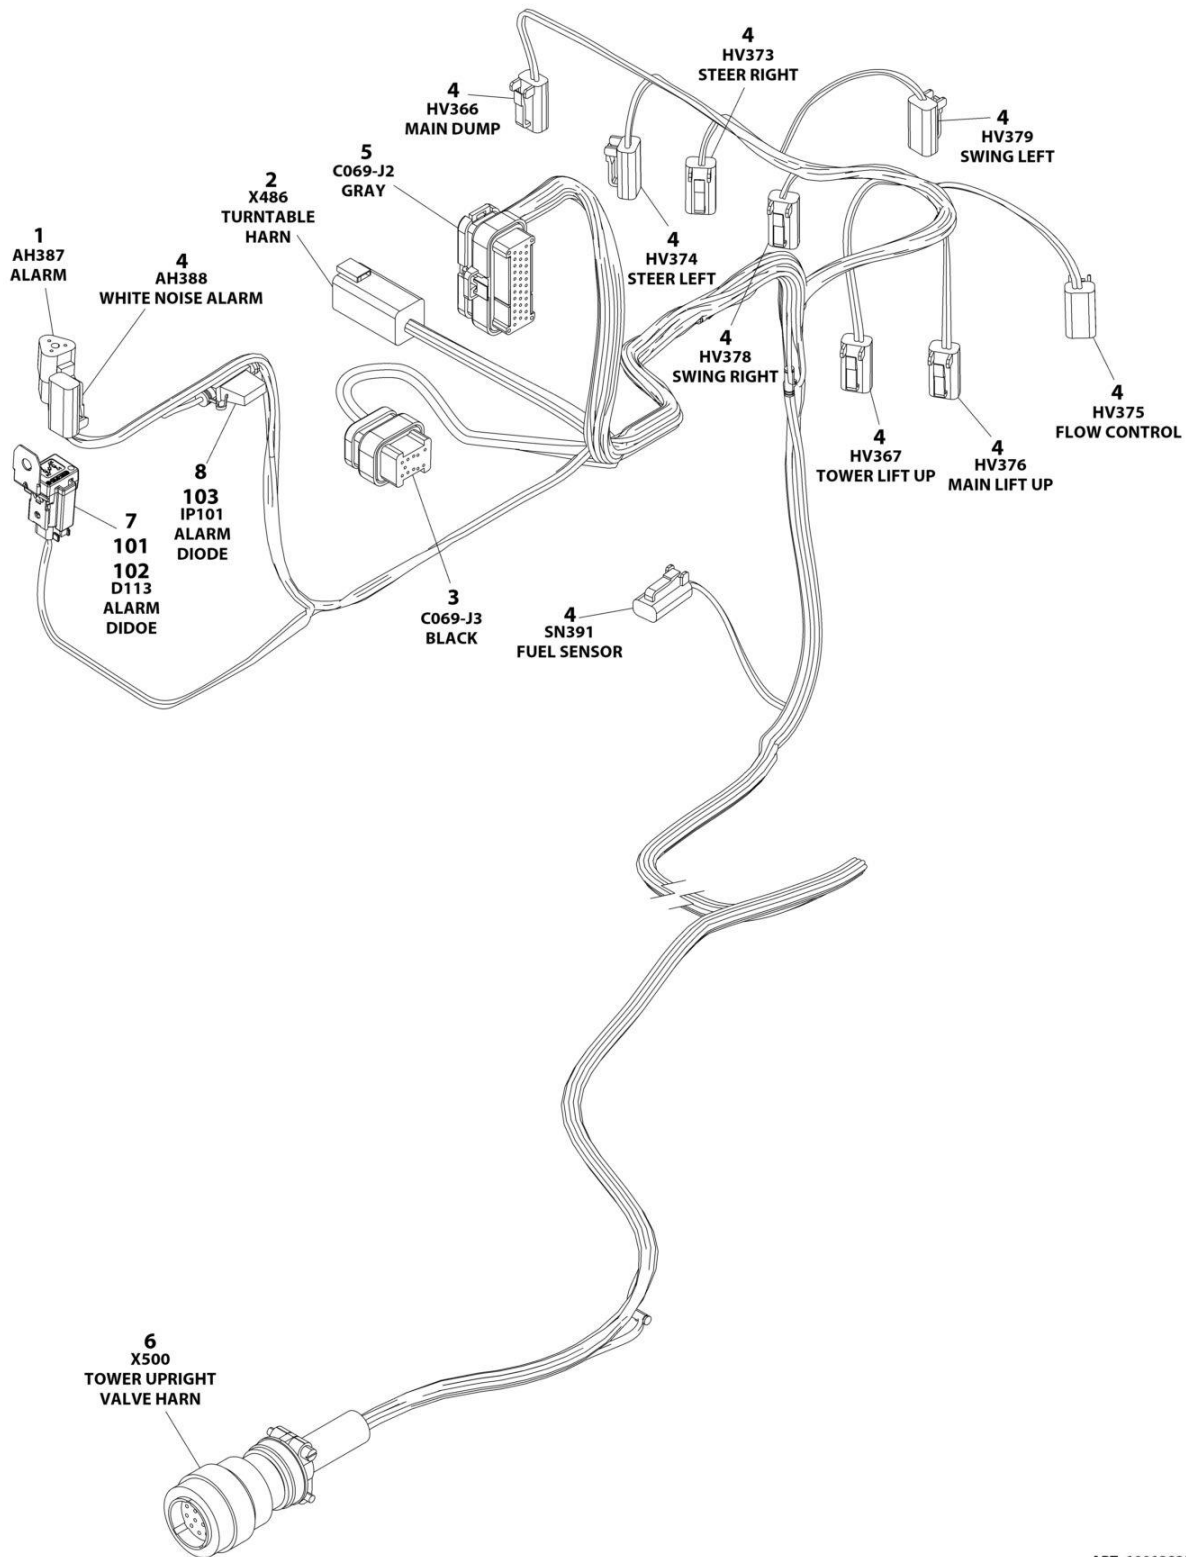 4
HV373
STEER RIGHT
4
HV366
MAIN DUMP
4
HV379
SWING LEFT
5
C069-J2
GRAY
2
X486
TURNTABLE
HARN
1
AH387
ALARM
4
AH388
WHITE NOISE ALARM
4
HV374
STEER LEFT
4
HV378
SWING RIGHT
4
HV375
FLOW CONTROL
4
HV367
TOWER LIFT UP
4
HV376
MAIN LIFT UP
8
103
IP101
ALARM
DIODE
7
101
102
D113
ALARM
DIDOE
3
C069-J3
BLACK
4
SN391
FUEL SENSOR
6
X500
TOWER UPRIGHT
VALVE HARN